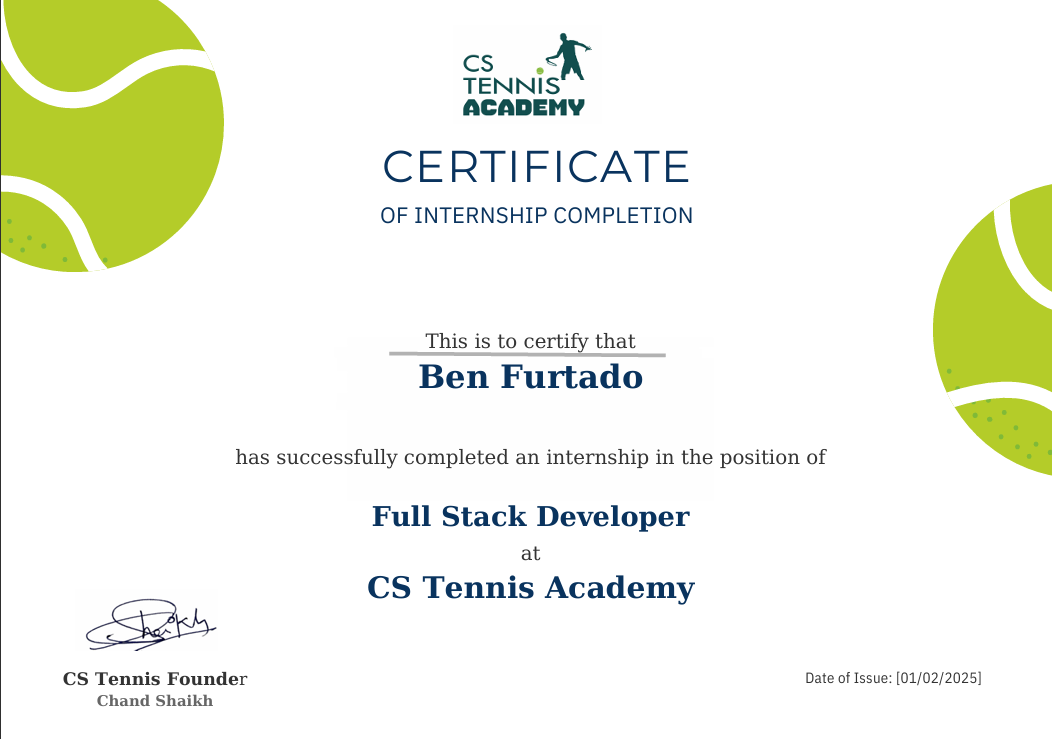 CS
TENNIS
ACADEMY
CERTIFICATE
OF INTERNSHIP COMPLETION
This is to certify that
Ben Furtado
has successfully completed an internship in the position of
Full Stack Developer
at
CS Tennis Academy
Shaikh
CS Tennis Founder
Chand Shaikh
Date of Issue: [01/02/2025]